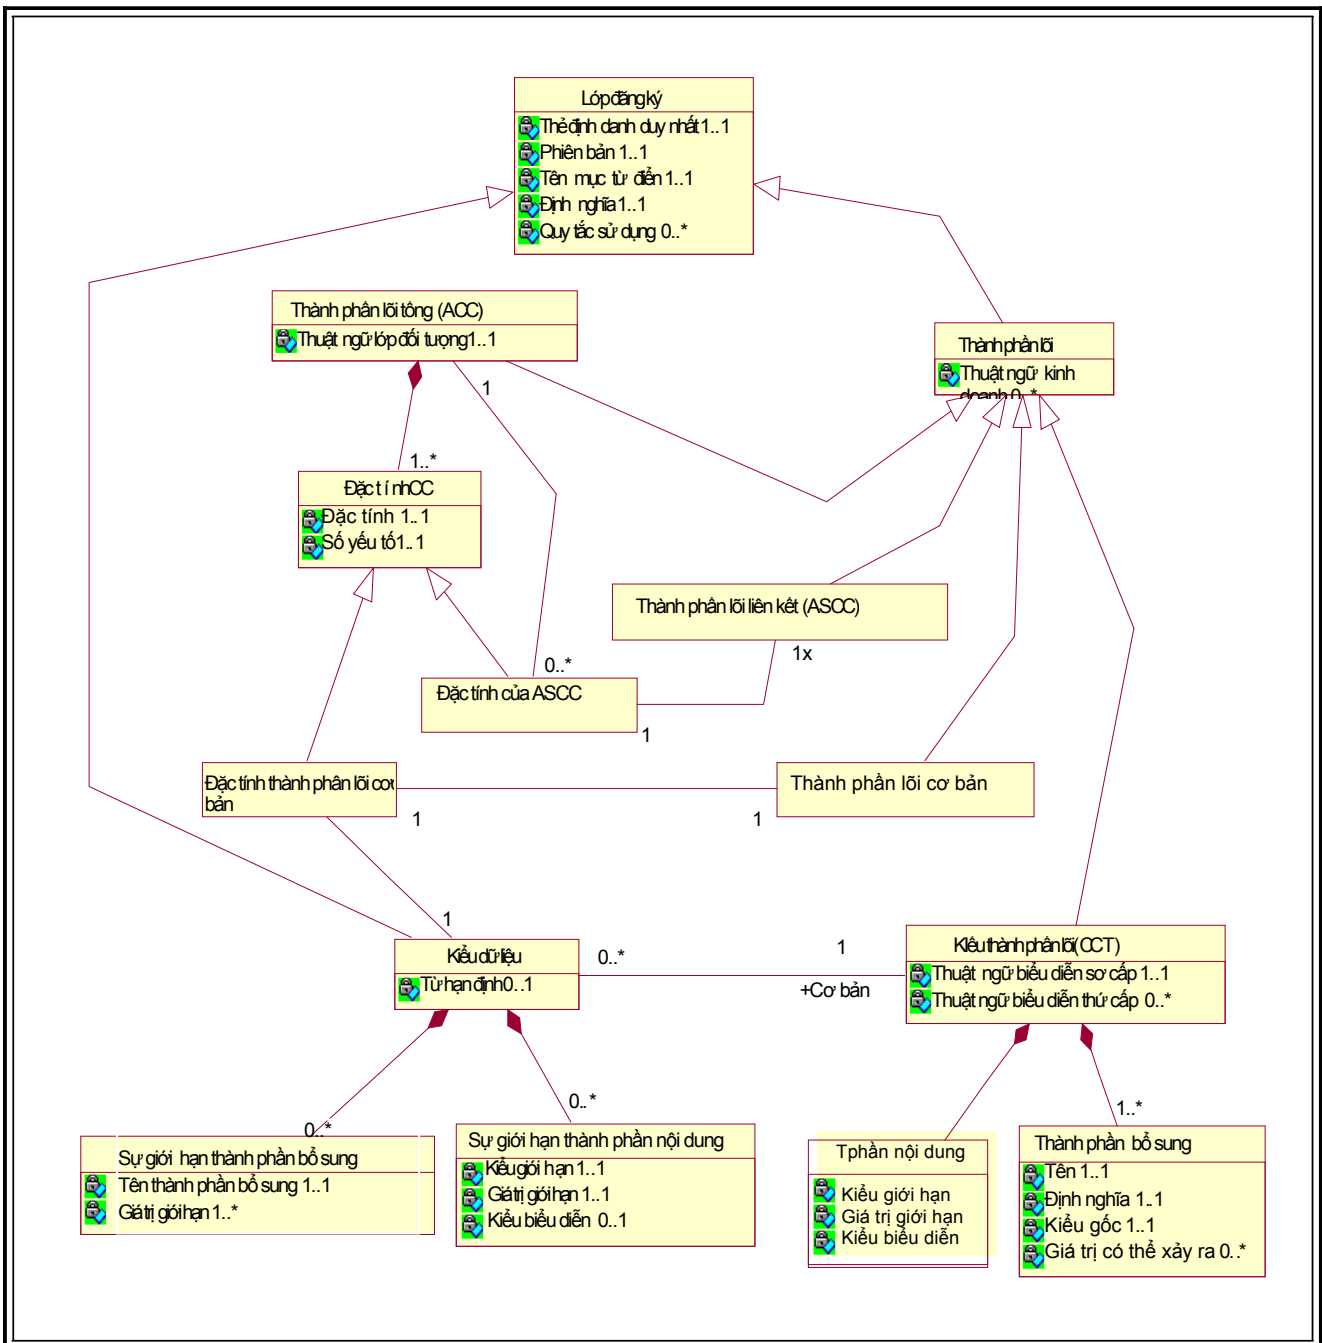 Lớp đăng ký
Thẻ định danh duy nhất 1..1
Phiên bản 1..1
Tên mục từ điển 1..1
Định nghĩa 1..1
Quy tắc sử dụng 0..*
Thành phân lõi tông (ACC)
Thuật ngữ lớp đối tượng 1..1
Thành phần lõi
Thuật ngữ kinh
doanh 0..*
1
1..*
Đặc tính CC
Đặc tính 1..1
Số yếu tố 1..1
Thành phân lõi liên kêt (ASCC)
1x
0..*
Đặc tính của ASCC
1
Đặc tính thành phân lõi cơ
bản
Thành phần lõi cơ bản
1
1
1
Kiểu dữ liệu
Từ hạn định 0..1
0..*
1
+Cơ bản
KIêu thành phân lõi (CCT)
Thuật ngữ biểu diễn sơ cấp 1..1
Thuật ngữ biểu diễn thứ cấp 0..*
0..*
0..*
1..*
Sự giới hạn thành phần bổ sung
Tên thành phần bổ sung 1..1
Giá trị giới hạn 1..*
Sự giới hạn thành phần nội dung
Kiểu giới hạn 1..1
Giá trị giới hạn 1..1
Kiểu biểu diễn 0..1
Tphần nội dung
Kiểu giới hạn
Giá trị giới hạn
Kiểu biểu diễn
Thành phần bổ sung
Tên 1..1
Định nghĩa 1..1
Kiểu gốc 1..1
Giá trị có thể xảy ra 0..*